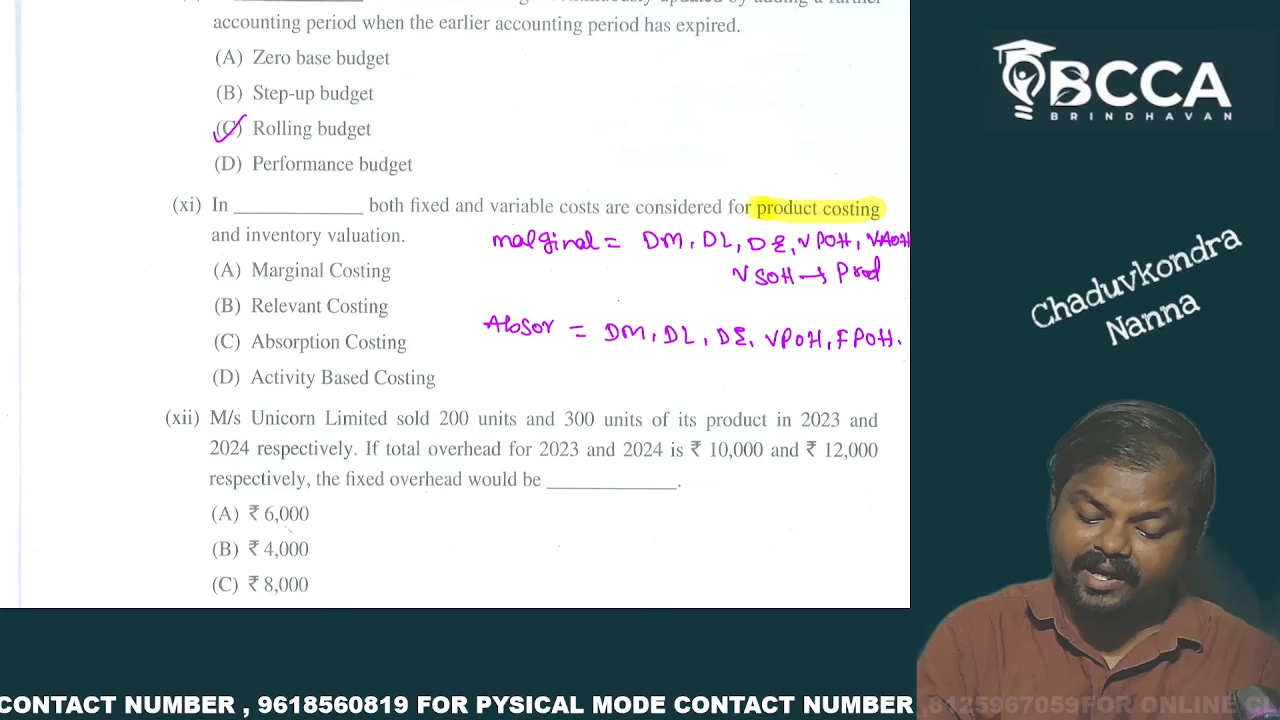 accounting period when the earlier accounting period has expired.
(A) Zero base budget
(B) Step-up budget
(C) Rolling budget
(D) Performance budget
(xi) In ____________ both fixed and variable costs are considered for product costing
and inventory valuation.
marginal = DM, DL, DE, VPOH, VAOH
VSOH → Prod
(A) Marginal Costing
(B) Relevant Costing
Absor = DM, DL, DE, VPOH, FPOH.
(C) Absorption Costing
(D) Activity Based Costing
(xii) M/s Unicorn Limited sold 200 units and 300 units of its product in 2023 and
2024 respectively. If total overhead for 2023 and 2024 is ₹ 10,000 and ₹ 12,000
respectively, the fixed overhead would be ____________.
(A) ₹ 6,000
(B) ₹ 4,000
(C) ₹ 8,000
BCCA
BRINDHAVAN
Chaduvkondra
Nanna
CONTACT NUMBER , 9618560819 FOR PYSICAL MODE CONTACT NUMBER ,8125967059FOR ONLINE